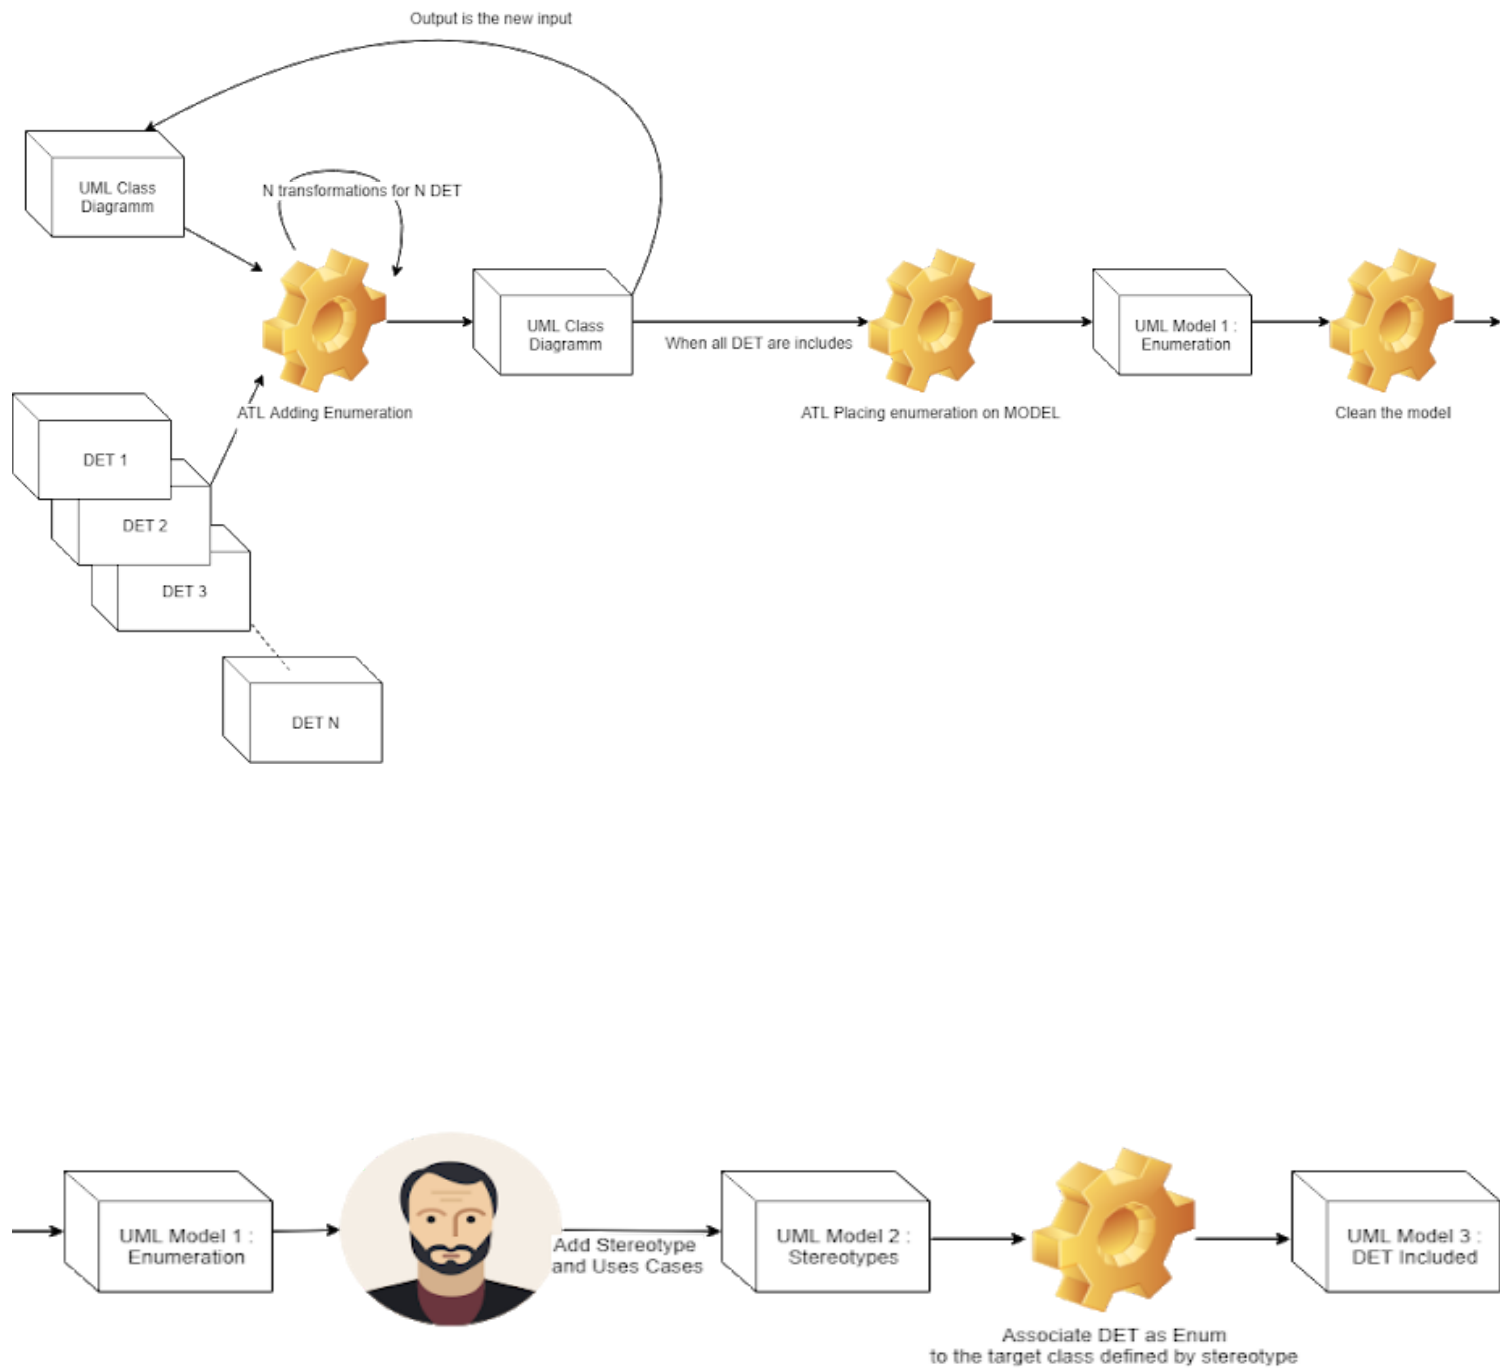 Output is the new input
UML Class
Diagramm
N transformations for N DET
UML Class
Diagramm
When all DET are includes
UML Model 1 :
Enumeration
ATL Adding Enumeration
ATL Placing enumeration on MODEL
Clean the model
DET 1
DET 2
DET 3
DET N
UML Model 1 :
Enumeration
Add Stereotype
and Uses Cases
UML Model 2 :
Stereotypes
UML Model 3 :
DET Included
Associate DET as Enum
to the target class defined by stereotype